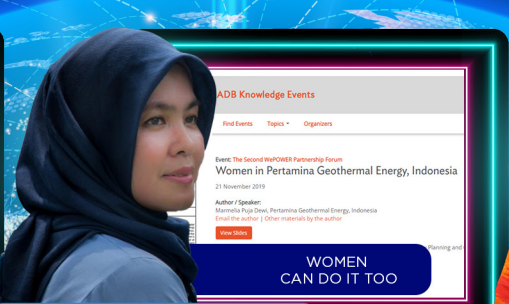 ADB Knowledge Events
Find Events Topics Organizers
Event: The Second WePOWER Partnership Forum
Women in Pertamina Geothermal Energy, Indonesia
21 November 2019
Author / Speaker:
Marmelia Puja Dewi, Pertamina Geothermal Energy, Indonesia
Email the author | Other materials by the author
View Slides
Planning and
WOMEN
CAN DO IT TOO